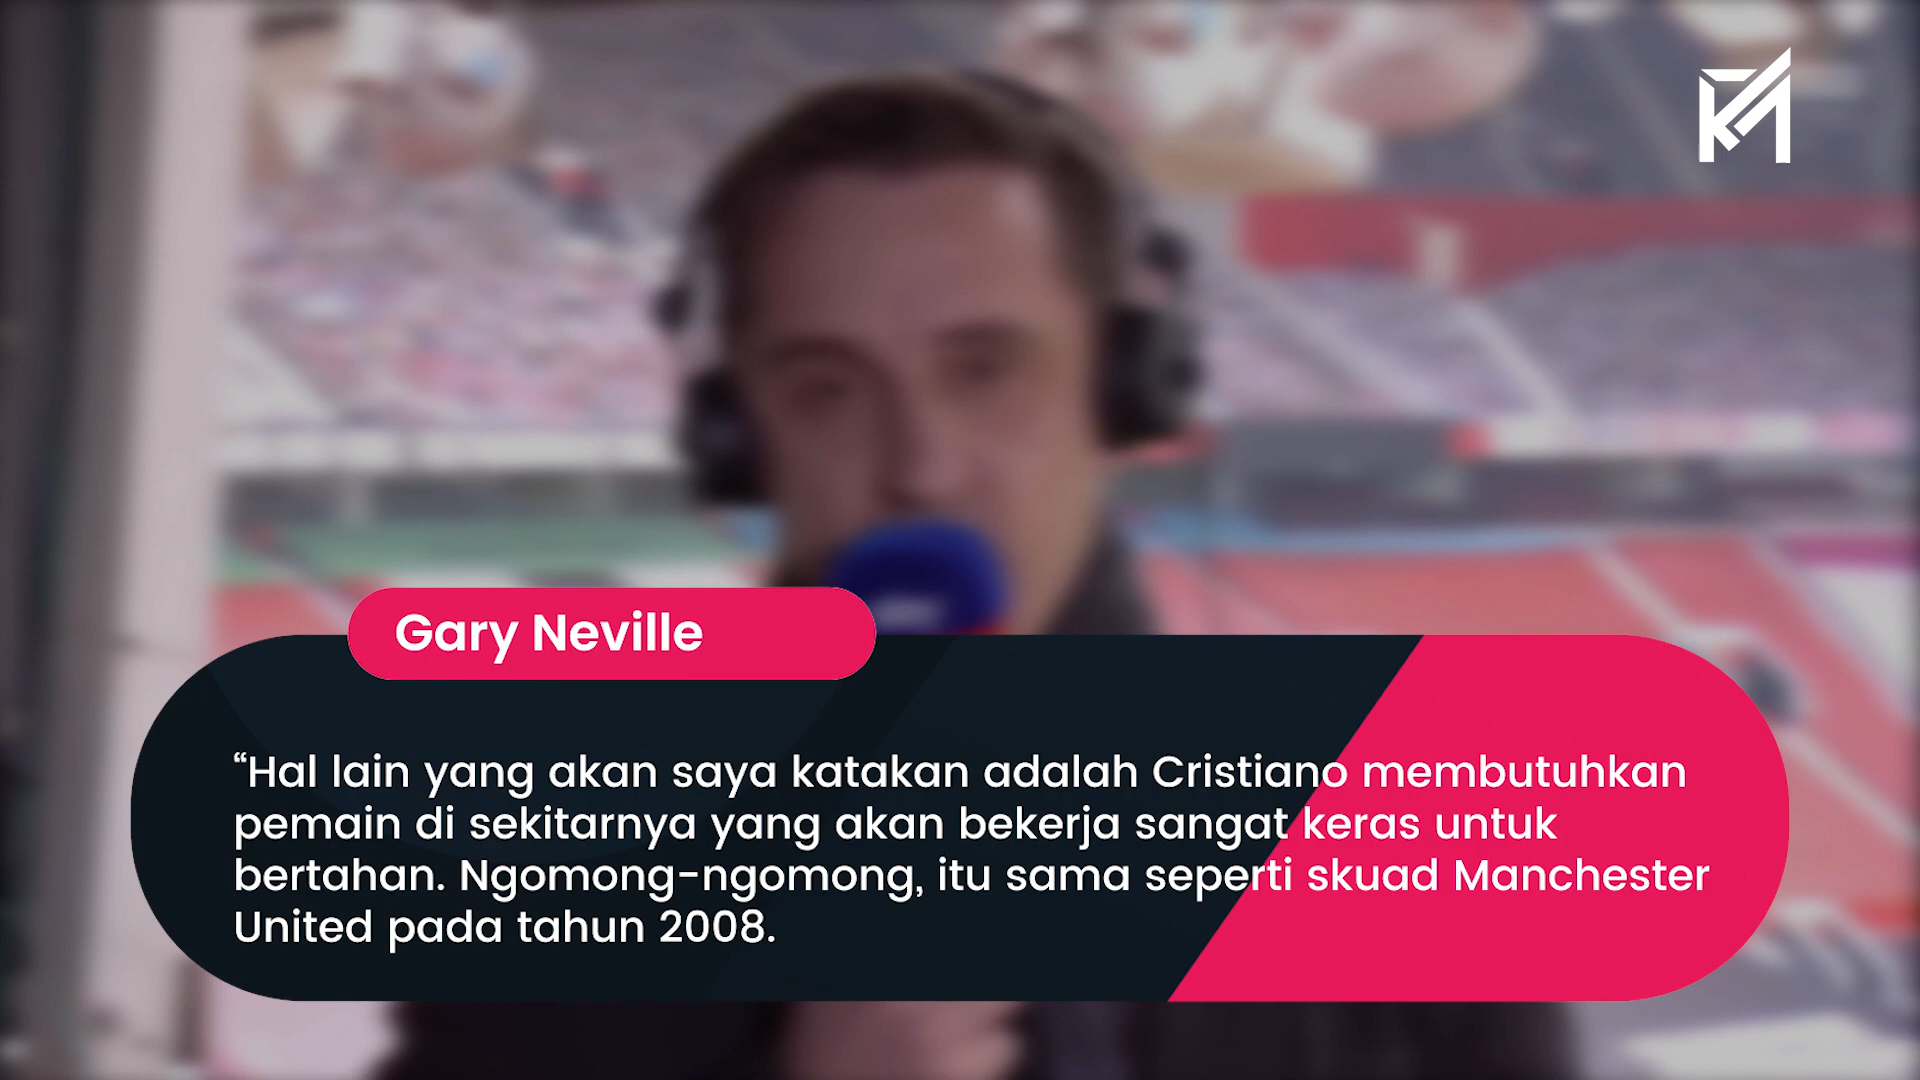 Gary Neville
“Hal lain yang akan saya katakan adalah Cristiano membutuhkan
pemain di sekitarnya yang akan bekerja sangat keras untuk
bertahan. Ngomong-ngomong, itu sama seperti skuad Manchester
United pada tahun 2008.